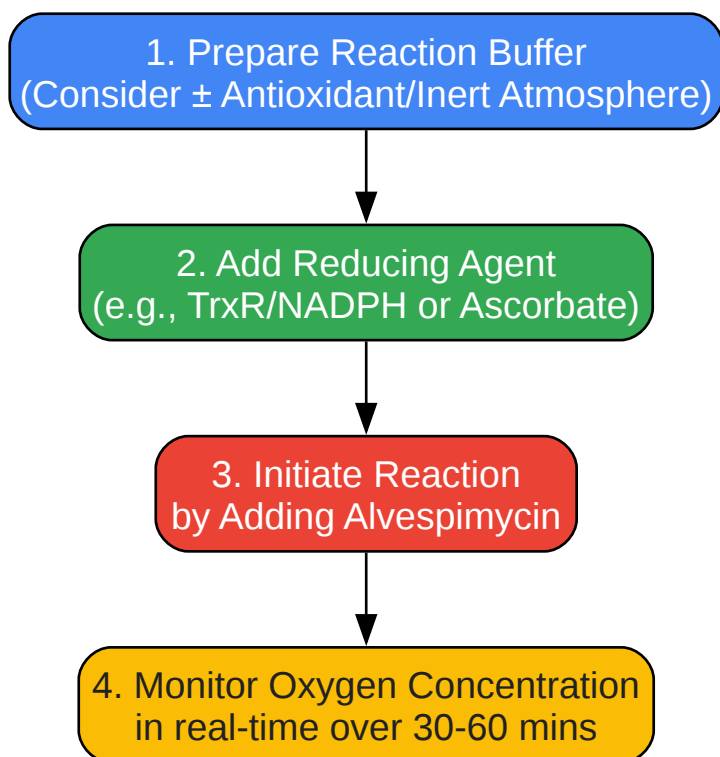 1. Prepare Reaction Buffer
(Consider ± Antioxidant/Inert Atmosphere)
2. Add Reducing Agent
(e.g., TrxR/NADPH or Ascorbate)
3. Initiate Reaction
by Adding Alvespimycin
4. Monitor Oxygen Concentration
in real-time over 30-60 mins